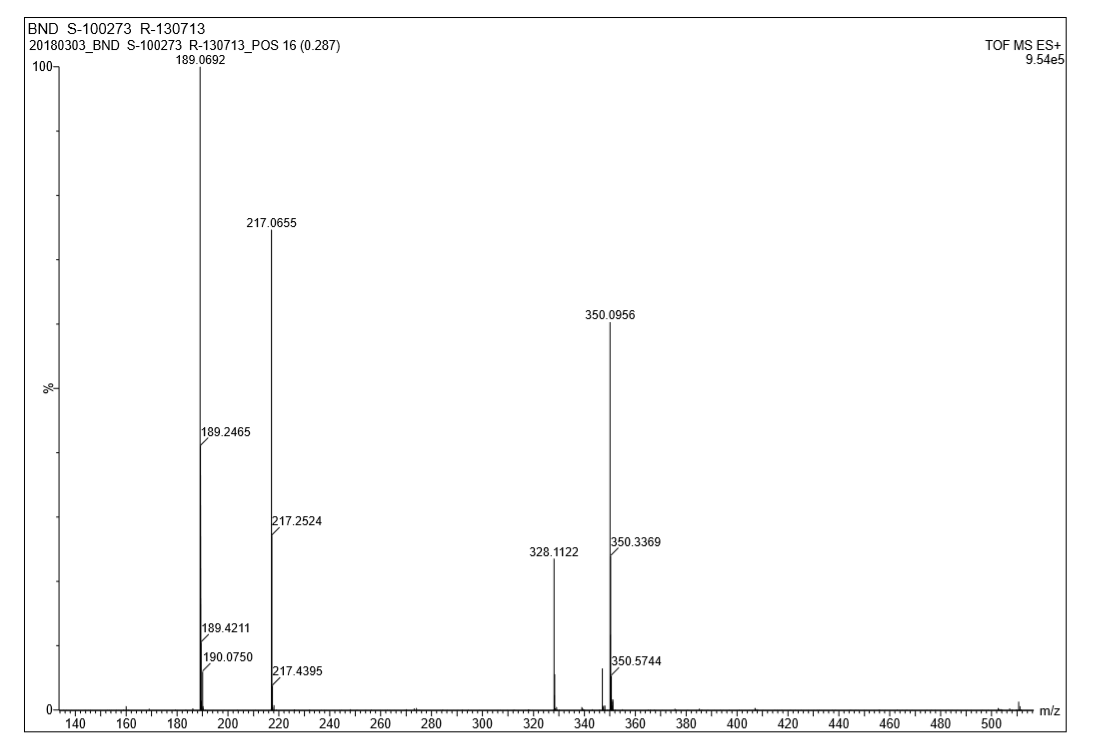 BND S-100273 R-130713
20180303_BND S-100273 R-130713_POS 16 (0.287)
TOF MS ES+
9.54e5
189.0692
100
217.0655
350.0956
%
189.2465
217.2524
350.3369
328.1122
189.4211
190.0750
217.4395
350.5744
0
140 160 180 200 220 240 260 280 300 320 340 360 380 400 420 440 460 480 500
m/z